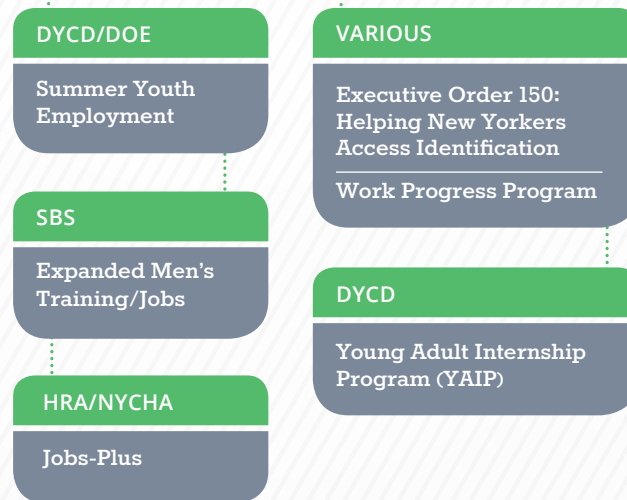 DYCD/DOE
Summer Youth
Employment
SBS
Expanded Men’s
Training/Jobs
HRA/NYCHA
Jobs-Plus
VARIOUS
Executive Order 150:
Helping New Yorkers
Access Identification
Work Progress Program
DYCD
Young Adult Internship
Program (YAIP)